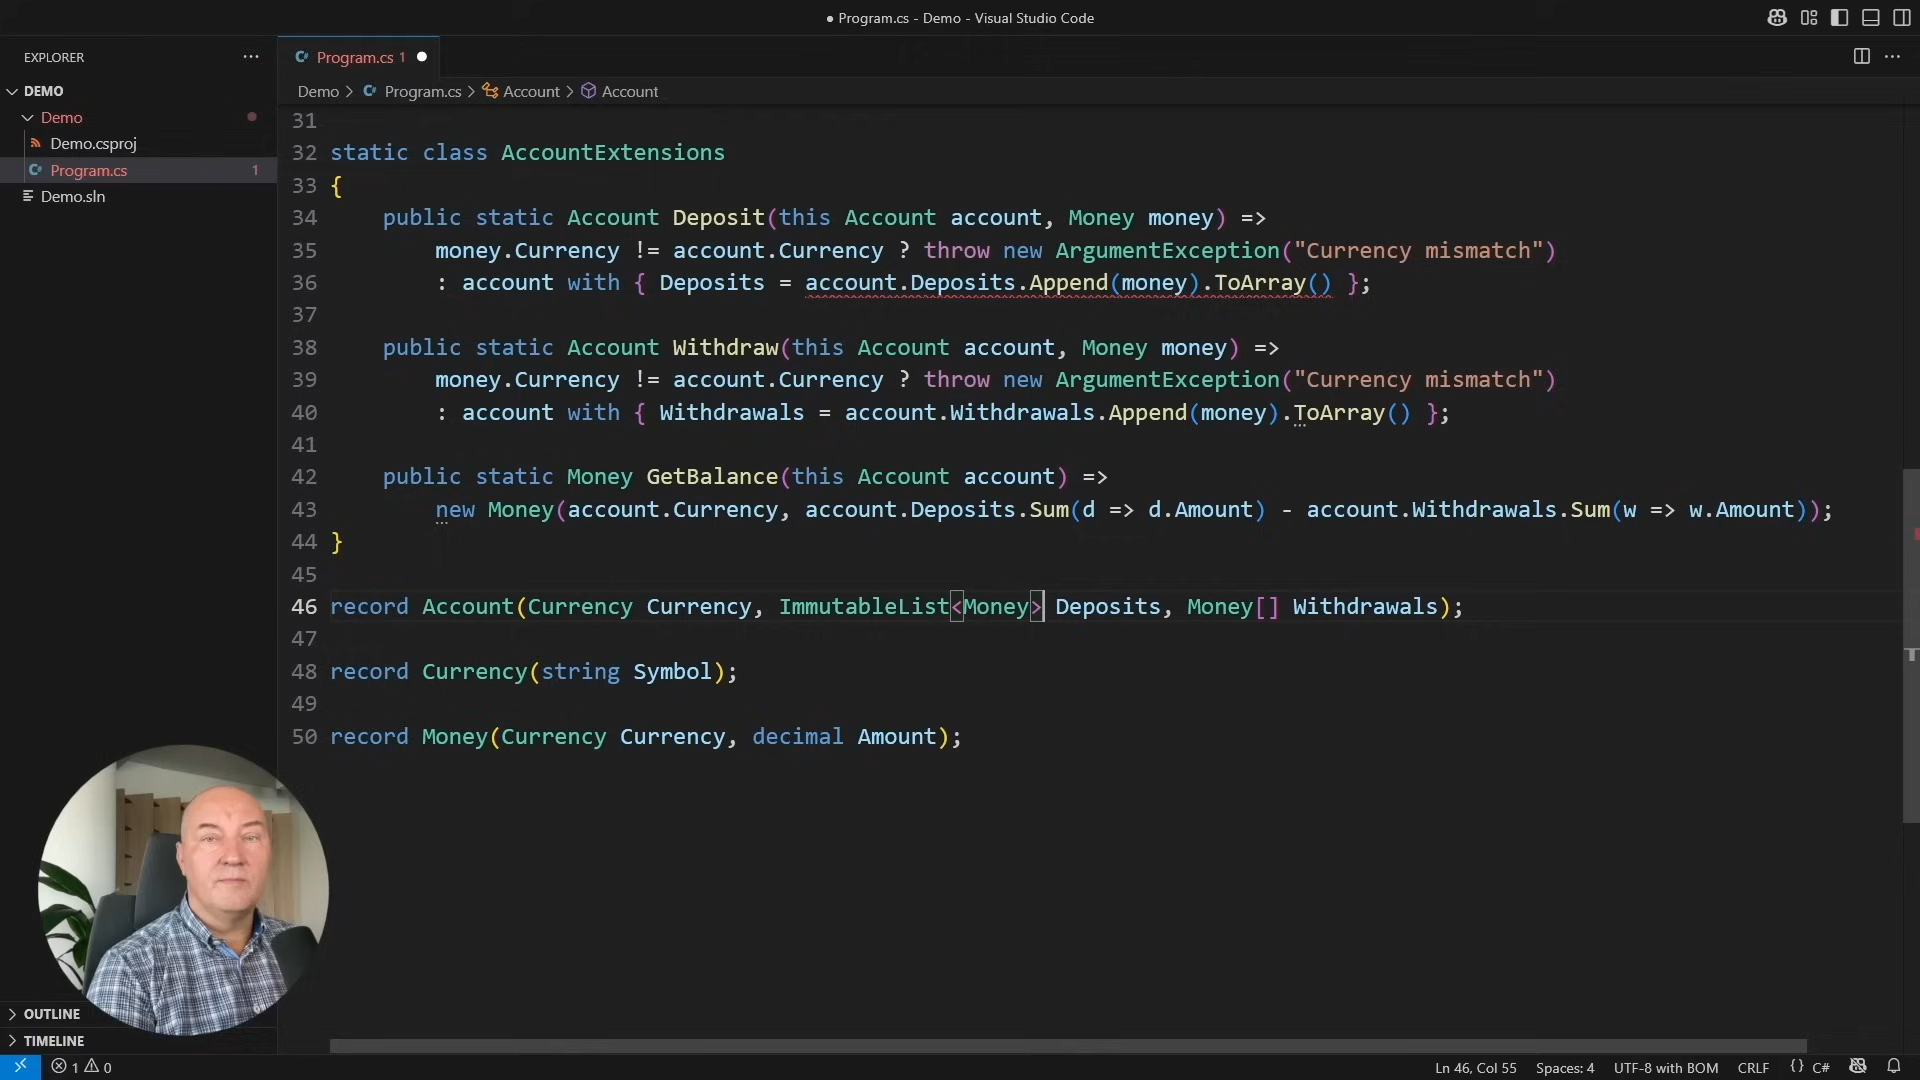 ● Program.cs - Demo - Visual Studio Code
EXPLORER
Program.cs 1
DEMO
Demo > Program.cs > Account > Account
Demo
Demo.csproj
Program.cs 1
Demo.sln
31
32 static class AccountExtensions
33 {
34 public static Account Deposit(this Account account, Money money) =>
35 money.Currency != account.Currency ? throw new ArgumentException("Currency mismatch")
36 : account with { Deposits = account.Deposits.Append(money).ToArray() };
37
38 public static Account Withdraw(this Account account, Money money) =>
39 money.Currency != account.Currency ? throw new ArgumentException("Currency mismatch")
40 : account with { Withdrawals = account.Withdrawals.Append(money).ToArray() };
41
42 public static Money GetBalance(this Account account) =>
43 new Money(account.Currency, account.Deposits.Sum(d => d.Amount) - account.Withdrawals.Sum(w => w.Amount));
44 }
45
46 record Account(Currency Currency, ImmutableList<Money> Deposits, Money[] Withdrawals);
47
48 record Currency(string Symbol);
49
50 record Money(Currency Currency, decimal Amount);
OUTLINE
TIMELINE
1 0
Ln 46, Col 55 Spaces: 4 UTF-8 with BOM CRLF {} C#